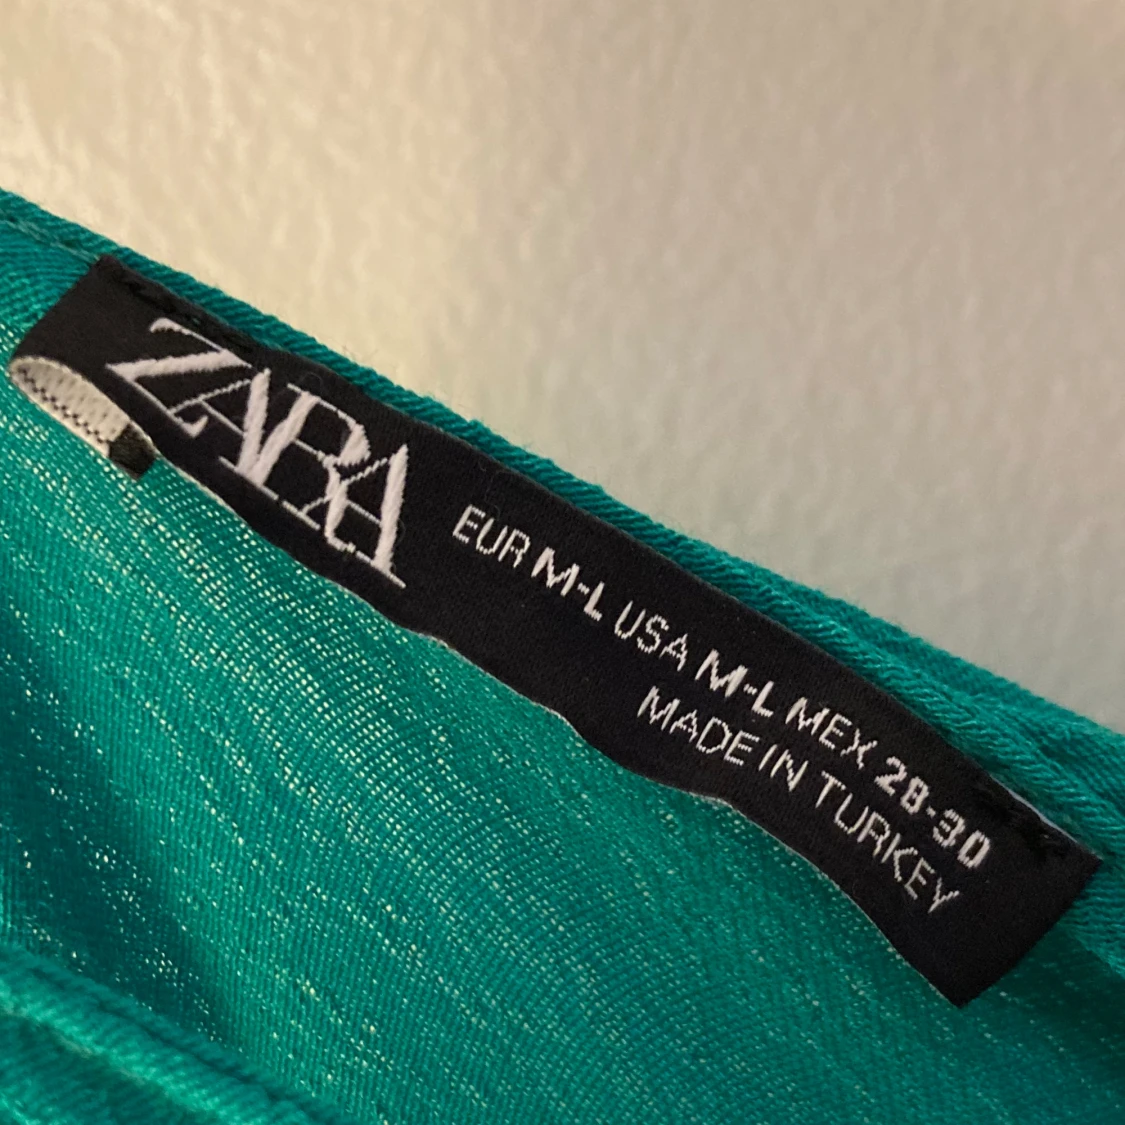 ZARA
EUR M-L USA M-L MEX 28-30
MADE IN TURKEY